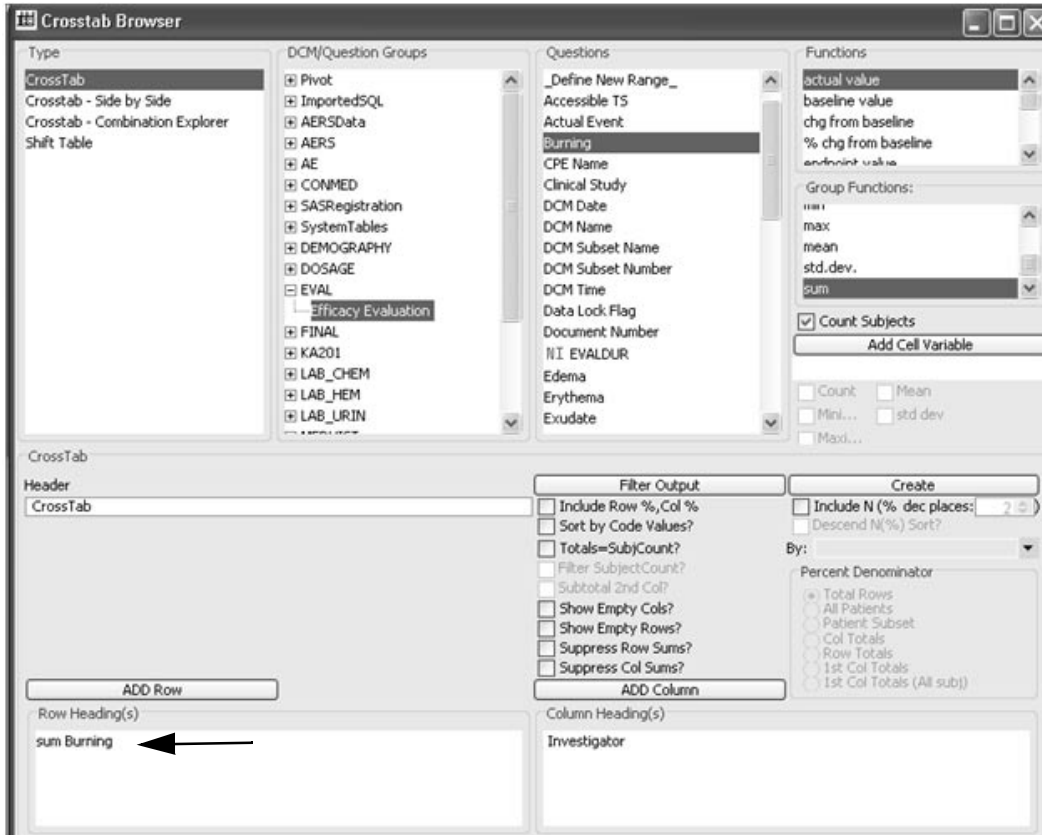 Crosstab Browser
Type
CrossTab
Crosstab - Side by Side
Crosstab - Combination Explorer
Shift Table
DCM/Question Groups
Pivot
ImportedSQL
AERSData
AERS
AE
CONMED
SASRegistration
SystemTables
DEMOGRAPHY
DOSAGE
EVAL
Efficacy Evaluation
FINAL
KA201
LAB_CHEM
LAB_HEM
LAB_URIN
Questions
_Define New Range_
Accessible TS
Actual Event
Burning
CPE Name
Clinical Study
DCM Date
DCM Name
DCM Subset Name
DCM Subset Number
DCM Time
Data Lock Flag
Document Number
NI EVALDUR
Edema
Erythema
Exudate
Functions
actual value
baseline value
chg from baseline
% chg from baseline
endpoint value
Group Functions:
min
max
mean
std.dev.
sum
Count Subjects
Add Cell Variable
Count Mean
Mini... std dev
Maxi...
CrossTab
Header
CrossTab
Filter Output
Include Row %,Col %
Sort by Code Values?
Totals=SubjCount?
Filter SubjectCount?
Subtotal 2nd Col?
Show Empty Cols?
Show Empty Rows?
Suppress Row Sums?
Suppress Col Sums?
Create
Include N (% dec places: 2 )
Descend N(%) Sort?
By:
Percent Denominator
Total Rows
All Patients
Patient Subset
Col Totals
Row Totals
1st Col Totals
1st Col Totals (All subj)
ADD Row
ADD Column
Row Heading(s)
sum Burning
Column Heading(s)
Investigator